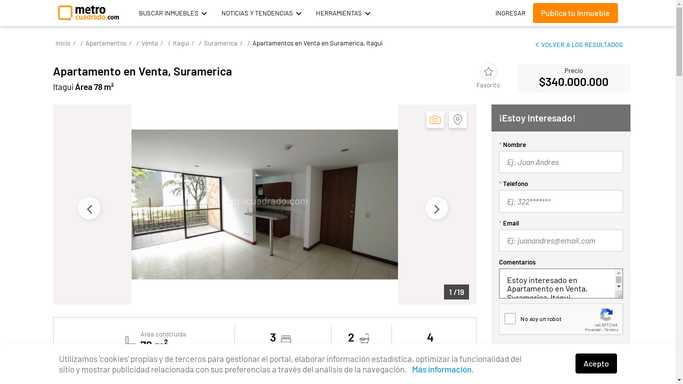 metro
cuadrado.com
BUSCAR INMUEBLES
NOTICIAS Y TENDENCIAS
HERRAMIENTAS
INGRESAR
Publica tu Inmueble
Inicio / / Apartamentos / / Venta / / Itagui / / Suramerica / / Apartamentos en Venta en Suramerica, Itagui
VOLVER A LOS RESULTADOS
Apartamento en Venta, Suramerica
Itagui Área 78 m²
Favorito
Precio
$340.000.000
1 /19
¡Estoy Interesado!
* Nombre
Ej: Juan Andres
* Teléfono
Ej: 322*******
* Email
Ej: juanandres@email.com
Comentarios
Estoy interesado en
Apartamento en Venta,
Suramerica, Itagui
No soy un robot
reCAPTCHA
Privacidad - Términos
Área construida
78 m²
3
2
4
Utilizamos 'cookies' propias y de terceros para gestionar el portal, elaborar información estadística, optimizar la funcionalidad del
sitio y mostrar publicidad relacionada con sus preferencias a través del análisis de la navegación. Más información.
Acepto